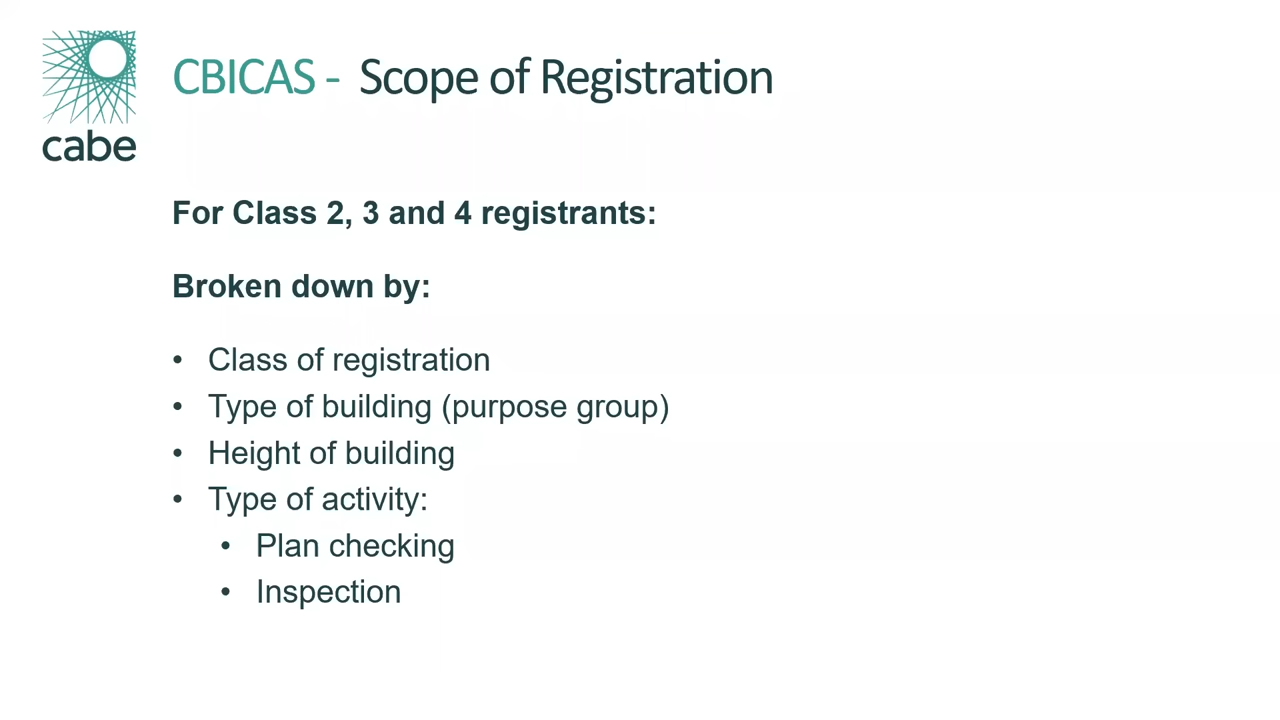 CBICAS - Scope of Registration
cabe
For Class 2, 3 and 4 registrants:
Broken down by:
• Class of registration
• Type of building (purpose group)
• Height of building
• Type of activity:
• Plan checking
• Inspection